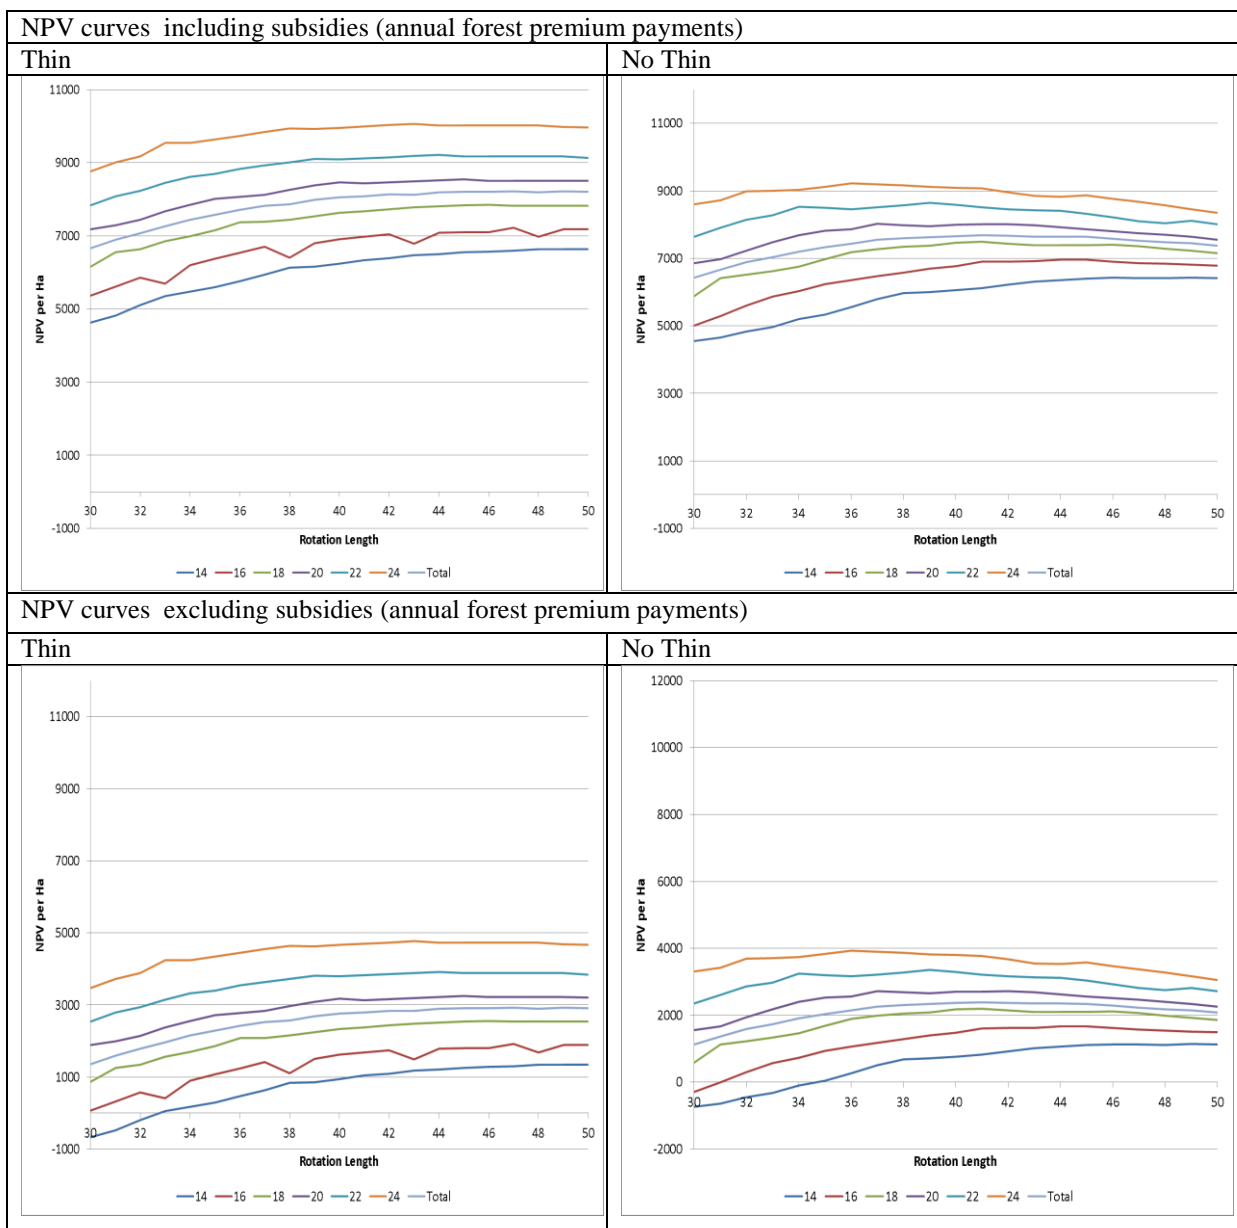 NPV curves including subsidies (annual forest premium payments)
Thin
No Thin
11000
9000
7000
5000
3000
1000
-1000
NPV per Ha
30 32 34 36 38 40 42 44 46 48 50
Rotation Length
14 16 18 20 22 24 Total
11000
9000
7000
5000
3000
1000
-1000
NPV per Ha
30 32 34 36 38 40 42 44 46 48 50
Rotation Length
14 16 18 20 22 24 Total
NPV curves excluding subsidies (annual forest premium payments)
Thin
No Thin
11000
9000
7000
5000
3000
1000
-1000
NPV per Ha
30 32 34 36 38 40 42 44 46 48 50
Rotation Length
14 16 18 20 22 24 Total
12000
10000
8000
6000
4000
2000
0
-2000
NPV per Ha
30 32 34 36 38 40 42 44 46 48 50
Rotation Length
14 16 18 20 22 24 Total